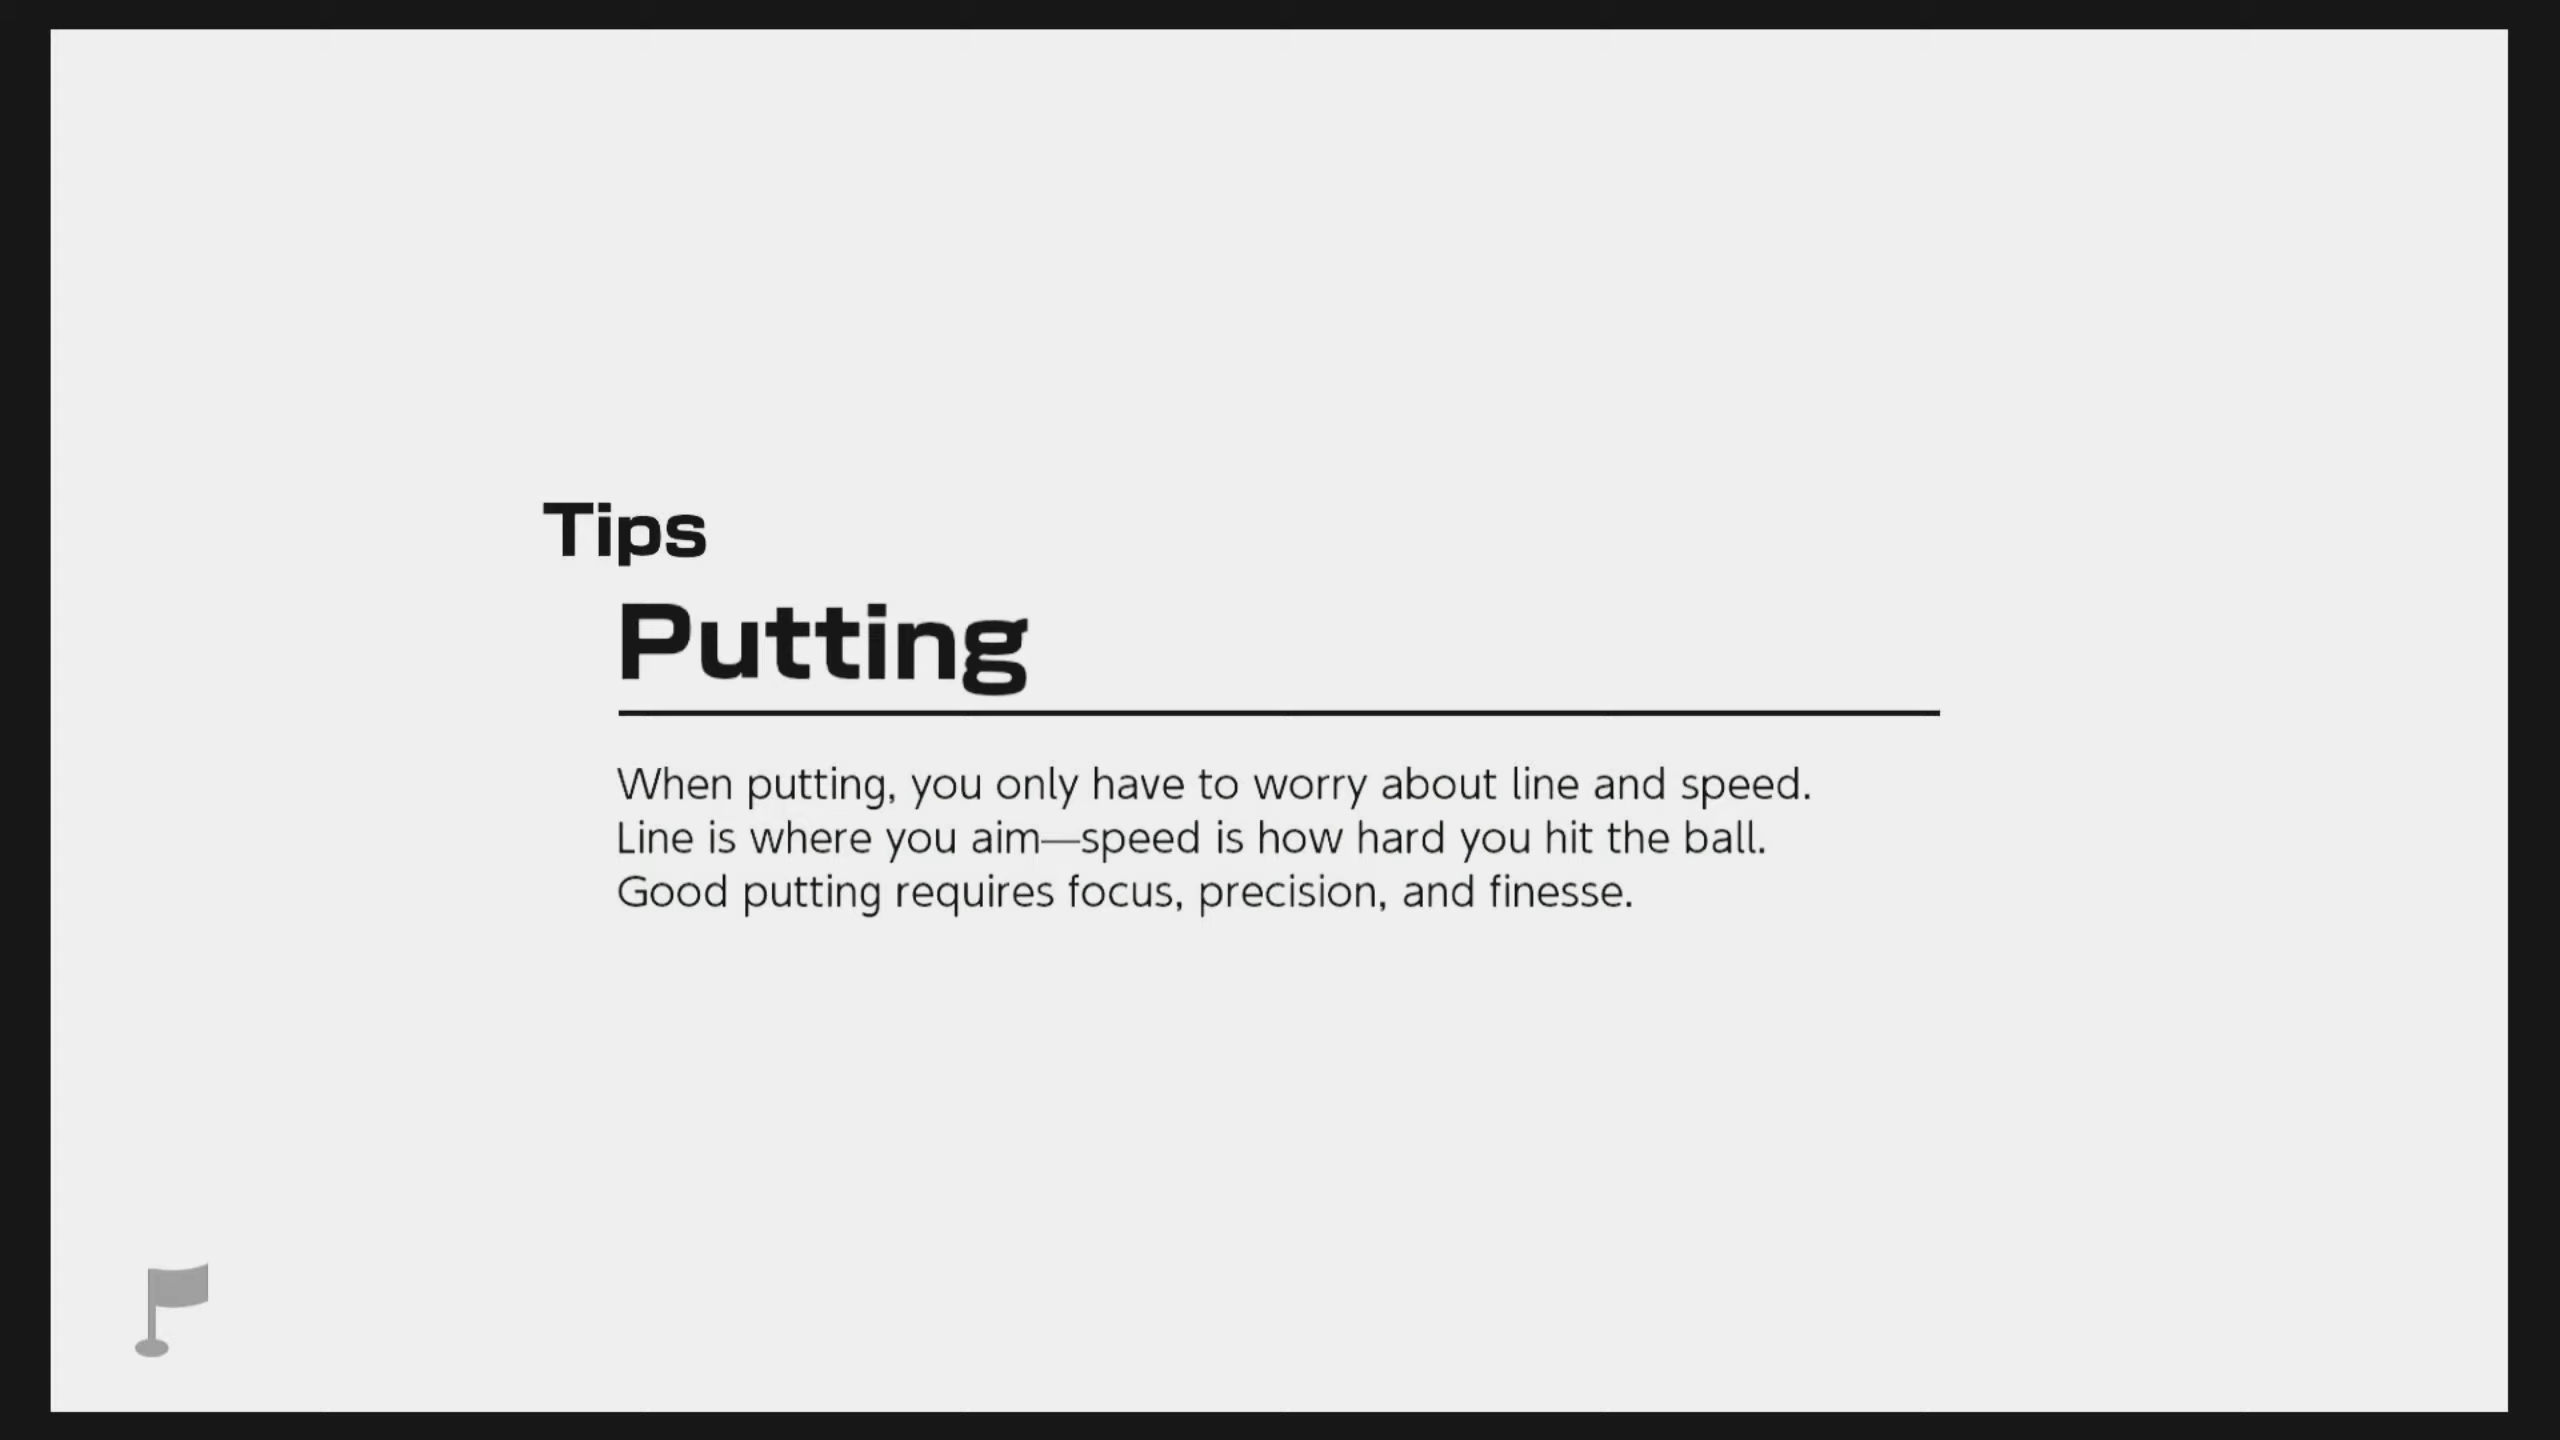 Tips
Putting
When putting, you only have to worry about line and speed.
Line is where you aim—speed is how hard you hit the ball.
Good putting requires focus, precision, and finesse.